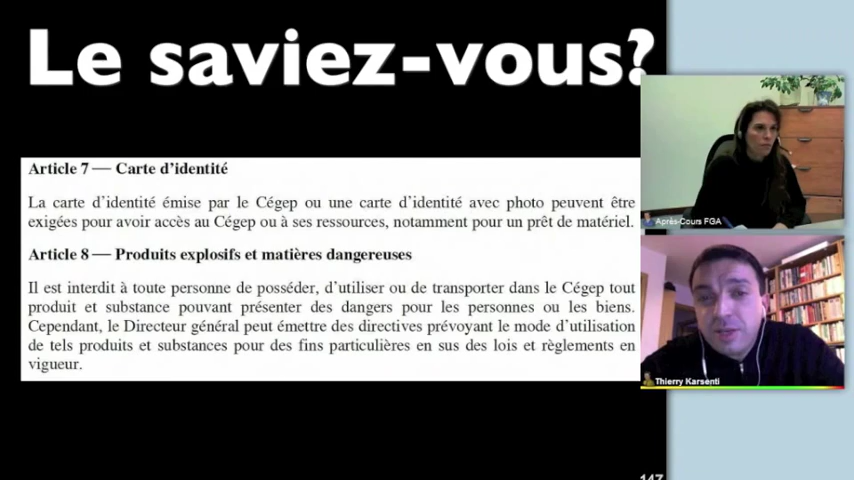 Le saviez-vous?
Article 7 — Carte d'identité
La carte d'identité émise par le Cégep ou une carte d'identité avec photo peuvent être
exigées pour avoir accès au Cégep ou à ses ressources, notamment pour un prêt de matériel.
Article 8 — Produits explosifs et matières dangereuses
Il est interdit à toute personne de posséder, d'utiliser ou de transporter dans le Cégep tout
produit et substance pouvant présenter des dangers pour les personnes ou les biens.
Cependant, le Directeur général peut émettre des directives prévoyant le mode d'utilisation
de tels produits et substances pour des fins particulières en sus des lois et règlements en
vigueur.
Après-Cours FGA
Thierry Karsenti
147